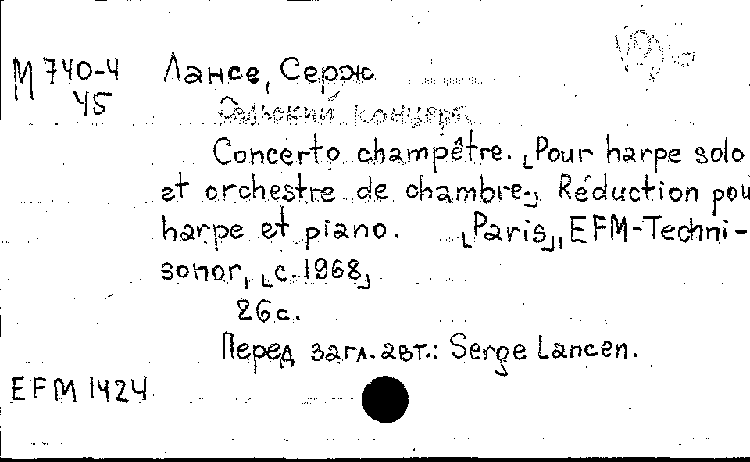 М 740-4 Лансе, Серж
45
Сельский концерт
Concerto champêtre. [Pour harpe solo
et orchestre de chambre.] Réduction pou
harpe et piano. [Paris], EFM-Techni-
sonor, [c. 1968]
26с.
Перед загл. авт.: Serge Lancen.
EFM 1424